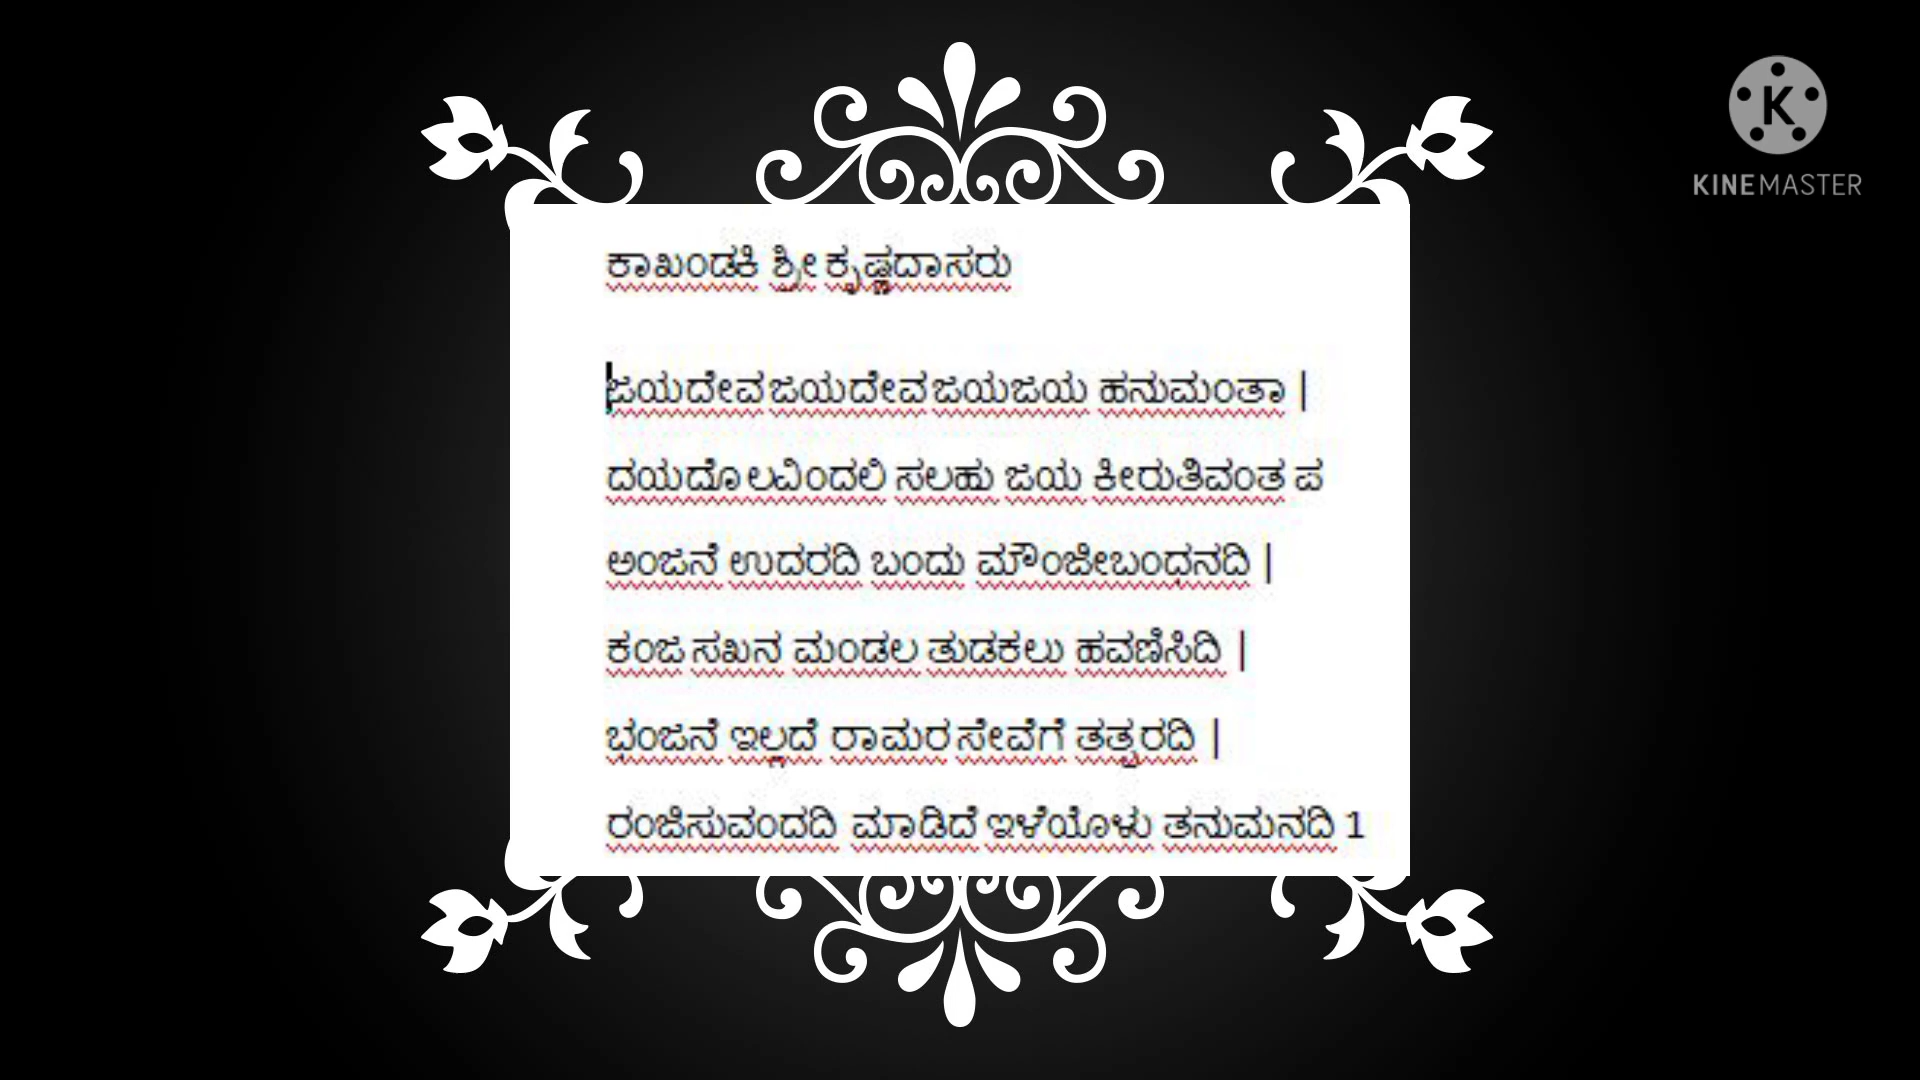 KINEMASTER
ಕಾಖಂಡಕಿ ಶ್ರೀ ಕೃಷ್ಣದಾಸರು
ಜಯದೇವ ಜಯದೇವ ಜಯಜಯ ಹನುಮಂತಾ |
ದಯದೊ ಲವಿಂದಲಿ ಸಲಹು ಜಯ ಕೀರುತಿವಂತ ಪ
ಅಂಜನೆ ಉದರದಿ ಬಂದು ಮೌಂಜೀಬಂಧನದಿ |
ಕಂಜ ಸಖನ ಮಂಡಲ ತುಡಕಲು ಹವಣಿಸಿದಿ |
ಭಂಜನೆ ಇಲ್ಲದೆ ರಾಮರ ಸೇವೆಗೆ ತತ್ಪರದಿ |
ರಂಜಿಸುವಂದದಿ ಮಾಡಿದೆ ಇಳೆಯೊಳು ತನುಮನದಿ 1